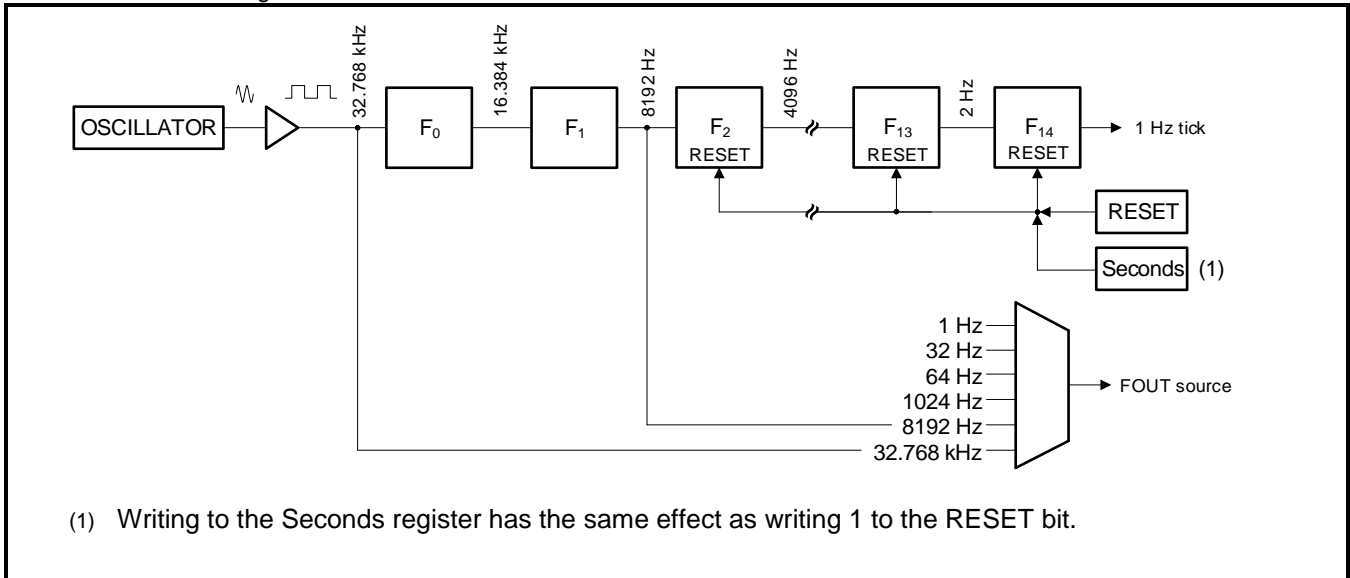 32.768 kHz
16.384 kHz
8192 Hz
4096 Hz
2 Hz
OSCILLATOR
F0
F1
F2
RESET
F13
RESET
F14
RESET
1 Hz tick
RESET
Seconds (1)
1 Hz
32 Hz
64 Hz
1024 Hz
8192 Hz
32.768 kHz
FOUT source
(1) Writing to the Seconds register has the same effect as writing 1 to the RESET bit.